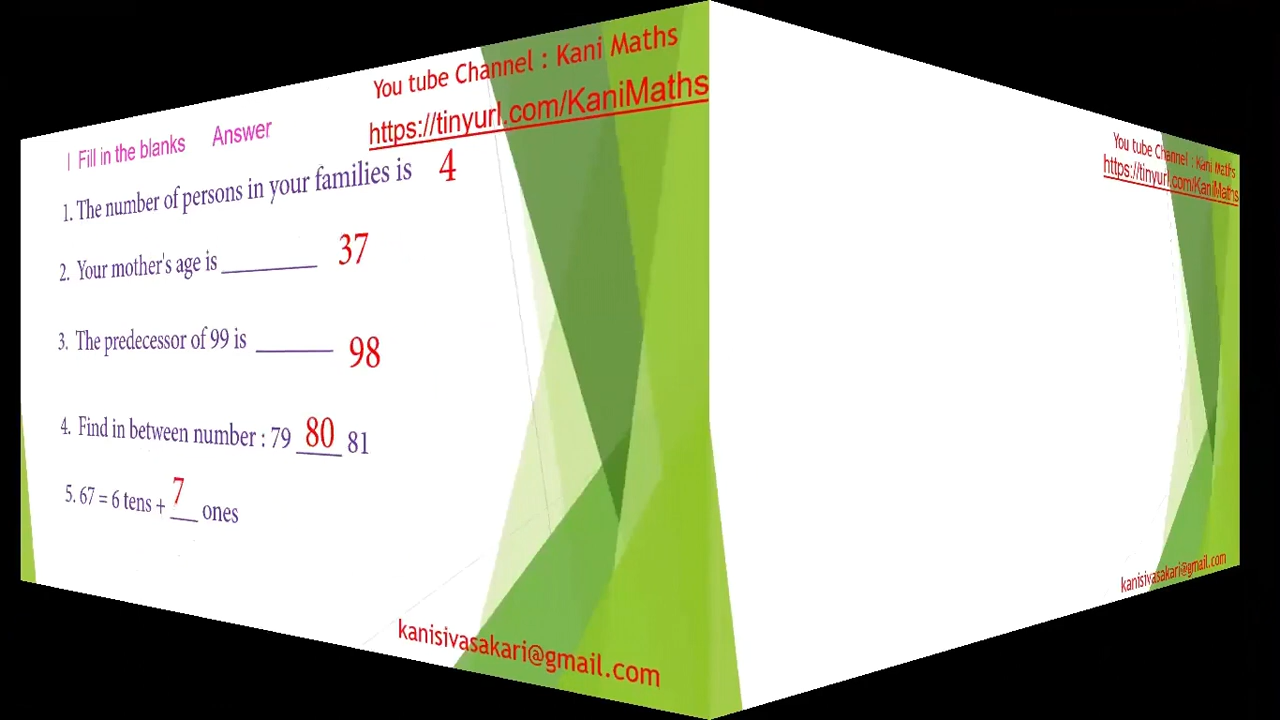 You tube Channel : Kani Maths
https://tinyurl.com/KaniMaths
I Fill in the blanks Answer
1. The number of persons in your families is 4
2. Your mother's age is ________ 37
3. The predecessor of 99 is ________ 98
4. Find in between number : 79 80 81
5. 67 = 6 tens + 7 ones
kanisivasakari@gmail.com
You tube Channel : Kani Maths
https://tinyurl.com/KaniMaths
kanisivasakari@gmail.com